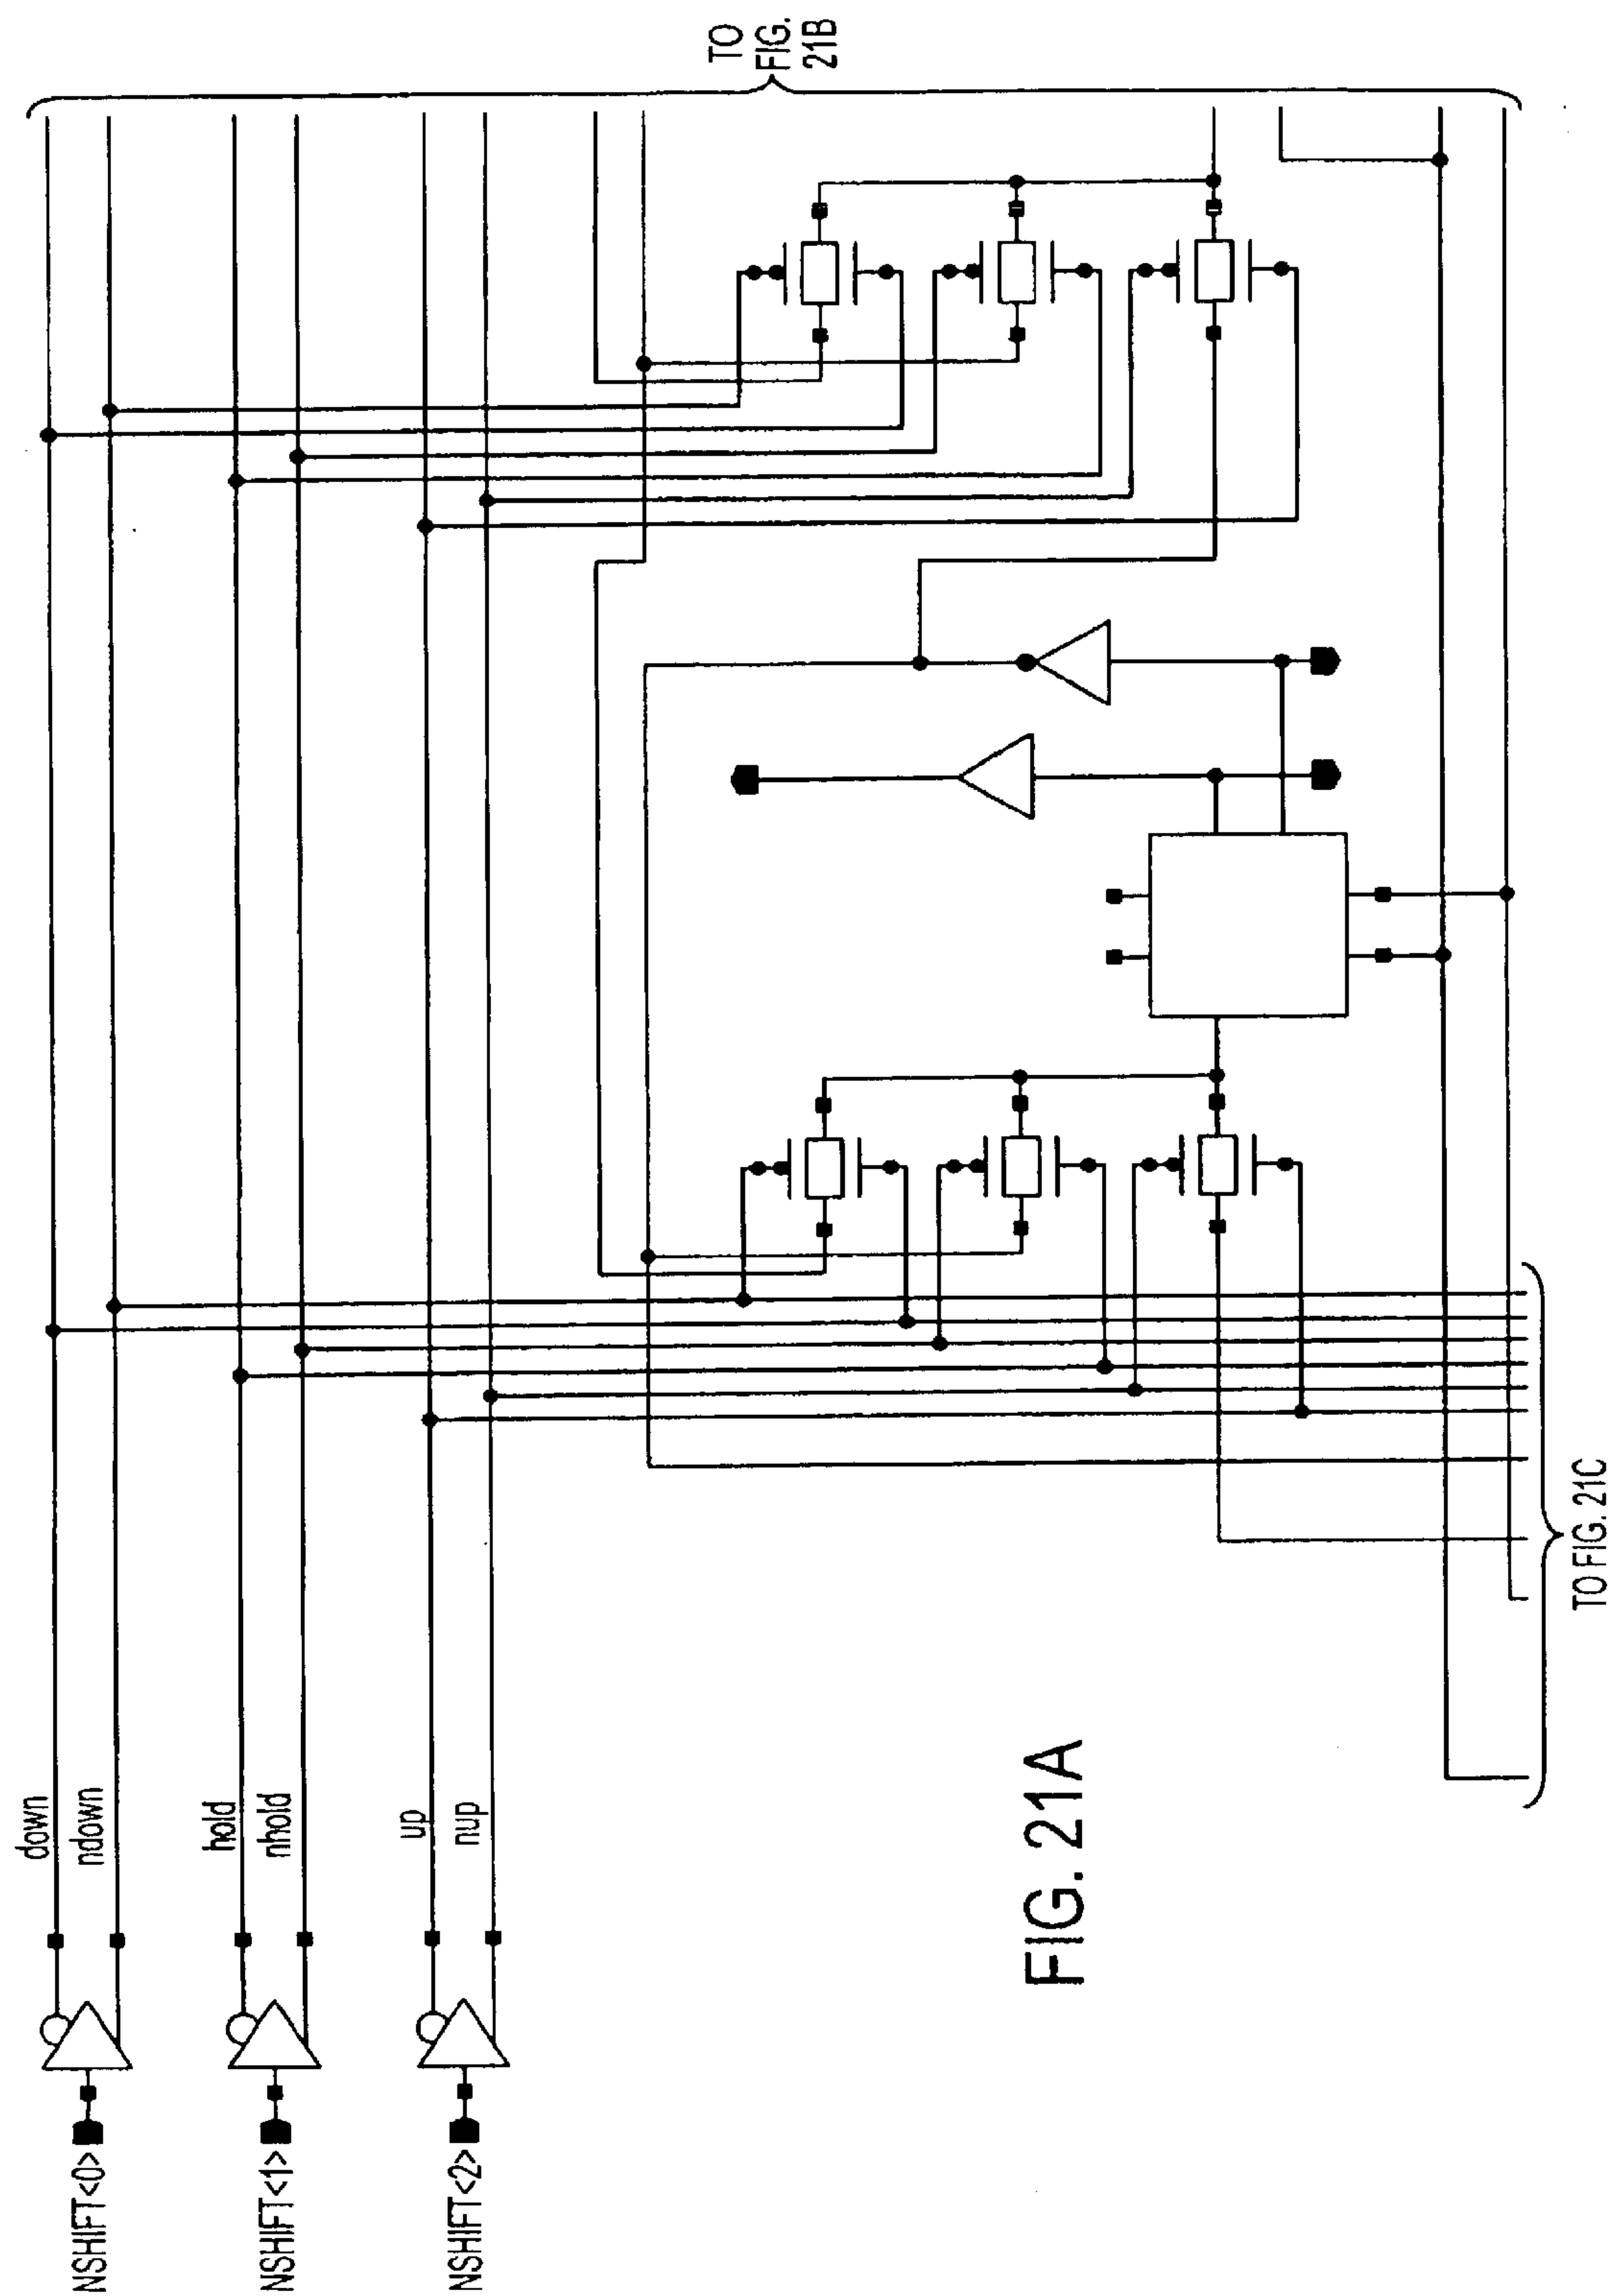 NSHIFT<0>
down
ndown
NSHIFT<1>
hold
nhold
NSHIFT<2>
up
nup
TO
FIG.
21B
TO FIG. 21C
FIG. 21A